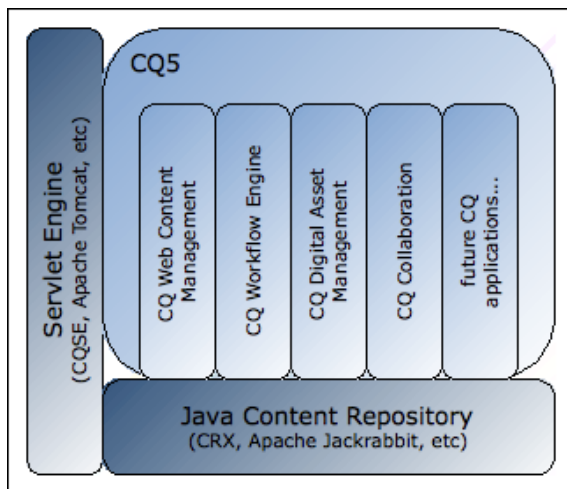 CQ5
Servlet Engine
(CQSE, Apache Tomcat, etc)
CQ Web Content
Management
CQ Workflow Engine
CQ Digital Asset
Management
CQ Collaboration
future CQ
applications...
Java Content Repository
(CRX, Apache Jackrabbit, etc)